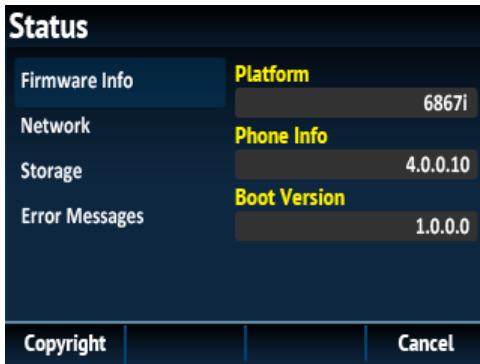 Status
Firmware Info
Network
Storage
Error Messages
Platform
6867i
Phone Info
4.0.0.10
Boot Version
1.0.0.0
Copyright
Cancel